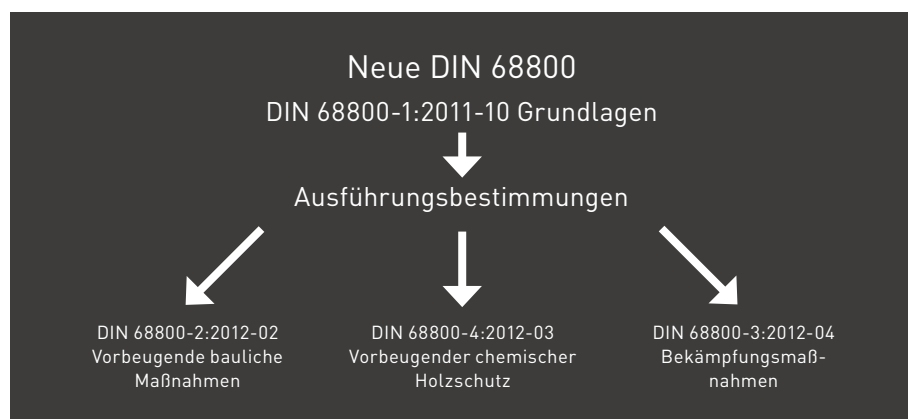 Neue DIN 68800
DIN 68800-1:2011-10 Grundlagen
Ausführungsbestimmungen
DIN 68800-2:2012-02
Vorbeugende bauliche
Maßnahmen
DIN 68800-4:2012-03
Vorbeugender chemischer
Holzschutz
DIN 68800-3:2012-04
Bekämpfungsmaß-
nahmen